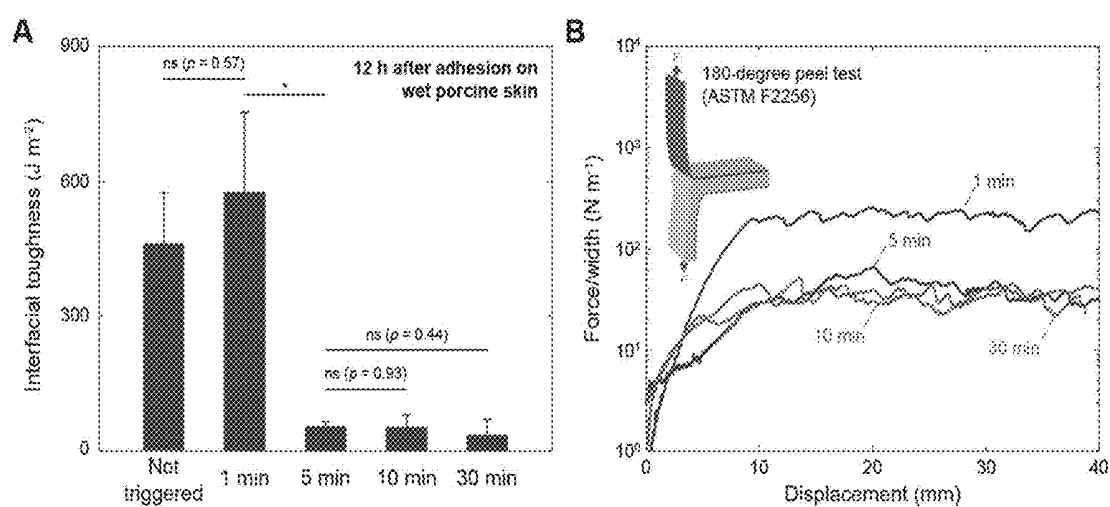 A
900
600
300
0
Interfacial toughness (J m⁻²)
ns (p = 0.57)
*
12 h after adhesion on
wet porcine skin
ns (p = 0.44)
ns (p = 0.93)
Not
triggered
1 min
5 min
10 min
30 min
B
10⁴
10³
10²
10¹
10⁰
Force/width (N m⁻¹)
180-degree peel test
(ASTM F2256)
1 min
5 min
10 min
30 min
0
10
20
30
40
Displacement (mm)